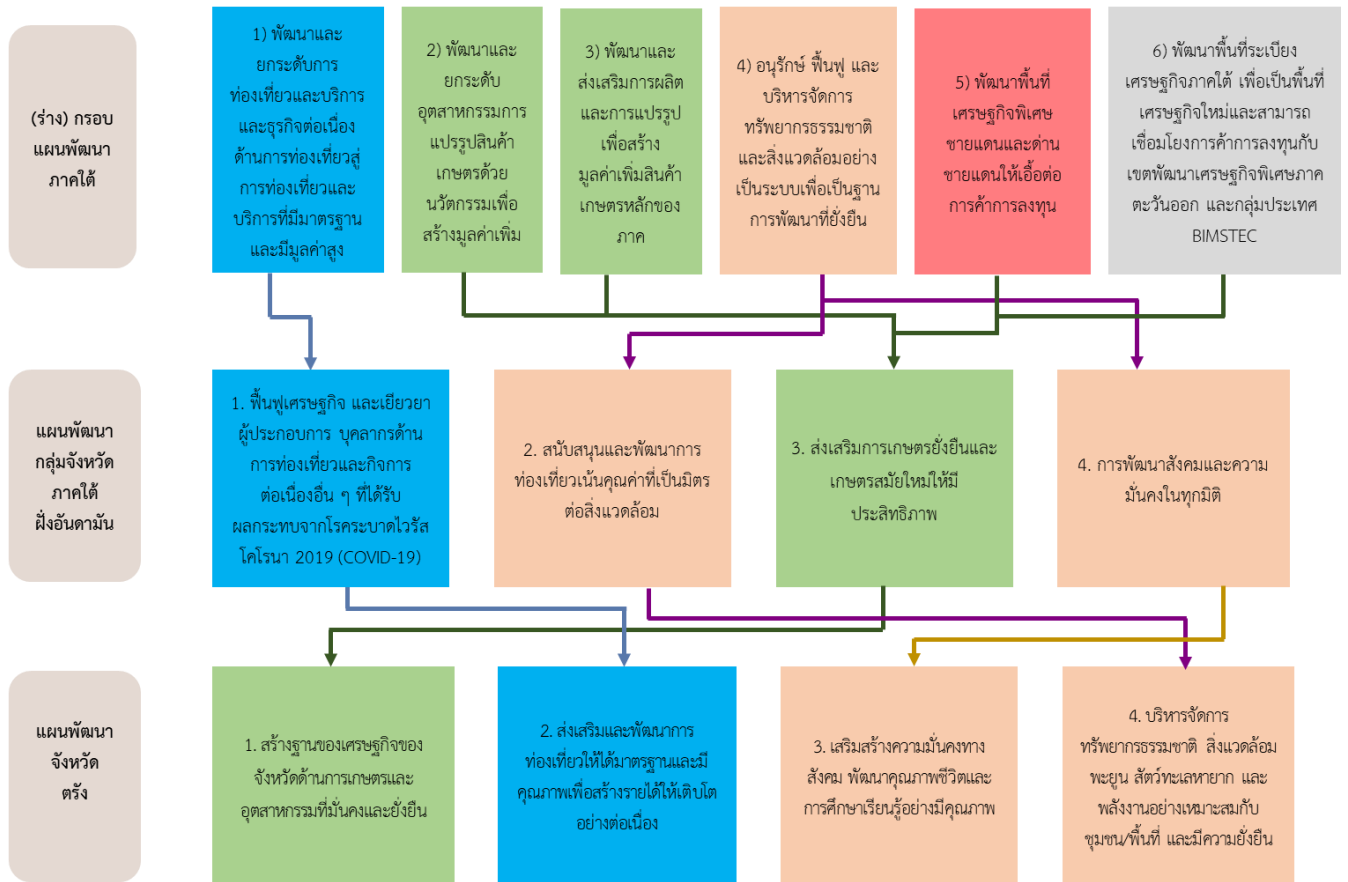 (ร่าง) กรอบ
แผนพัฒนา
ภาคใต้
1) พัฒนาและ
ยกระดับการ
ท่องเที่ยวและบริการ
และธุรกิจต่อเนื่อง
ด้านการท่องเที่ยวสู่
การท่องเที่ยวและ
บริการที่มีมาตรฐาน
และมีมูลค่าสูง
2) พัฒนาและ
ยกระดับ
อุตสาหกรรมการ
แปรรูปสินค้า
เกษตรด้วย
นวัตกรรมเพื่อ
สร้างมูลค่าเพิ่ม
3) พัฒนาและ
ส่งเสริมการผลิต
และการแปรรูป
เพื่อสร้าง
มูลค่าเพิ่มสินค้า
เกษตรหลักของ
ภาค
4) อนุรักษ์ ฟื้นฟู และ
บริหารจัดการ
ทรัพยากรธรรมชาติ
และสิ่งแวดล้อมอย่าง
เป็นระบบเพื่อเป็นฐาน
การพัฒนาที่ยั่งยืน
5) พัฒนาพื้นที่
เศรษฐกิจพิเศษ
ชายแดนและด่าน
ชายแดนให้เอื้อต่อ
การค้าการลงทุน
6) พัฒนาพื้นที่ระเบียง
เศรษฐกิจภาคใต้ เพื่อเป็นพื้นที่
เศรษฐกิจใหม่และสามารถ
เชื่อมโยงการค้าการลงทุนกับ
เขตพัฒนาเศรษฐกิจพิเศษภาค
ตะวันออก และกลุ่มประเทศ
BIMSTEC
แผนพัฒนา
กลุ่มจังหวัด
ภาคใต้
ฝั่งอันดามัน
1. ฟื้นฟูเศรษฐกิจ และเยียวยา
ผู้ประกอบการ บุคลากรด้าน
การท่องเที่ยวและกิจการ
ต่อเนื่องอื่น ๆ ที่ได้รับ
ผลกระทบจากโรคระบาดไวรัส
โคโรนา 2019 (COVID-19)
2. สนับสนุนและพัฒนาการ
ท่องเที่ยวเน้นคุณค่าที่เป็นมิตร
ต่อสิ่งแวดล้อม
3. ส่งเสริมการเกษตรยั่งยืนและ
เกษตรสมัยใหม่ให้มี
ประสิทธิภาพ
4. การพัฒนาสังคมและความ
มั่นคงในทุกมิติ
แผนพัฒนา
จังหวัด
ตรัง
1. สร้างฐานของเศรษฐกิจของ
จังหวัดด้านการเกษตรและ
อุตสาหกรรมที่มั่นคงและยั่งยืน
2. ส่งเสริมและพัฒนาการ
ท่องเที่ยวให้ได้มาตรฐานและมี
คุณภาพเพื่อสร้างรายได้ให้เติบโต
อย่างต่อเนื่อง
3. เสริมสร้างความมั่นคงทาง
สังคม พัฒนาคุณภาพชีวิตและ
การศึกษาเรียนรู้อย่างมีคุณภาพ
4. บริหารจัดการ
ทรัพยากรธรรมชาติ สิ่งแวดล้อม
พะยูน สัตว์ทะเลหายาก และ
พลังงานอย่างเหมาะสมกับ
ชุมชน/พื้นที่ และมีความยั่งยืน